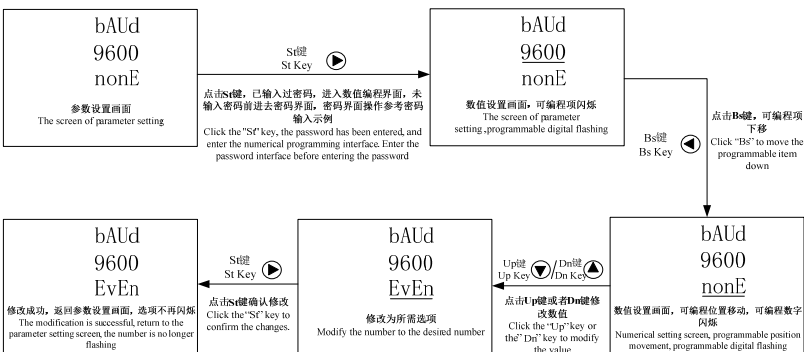 bAUd
9600
nonE
参数设置画面
The screen of parameter setting
St键
St Key
点击St键，已输入过密码，进入数值编程界面，未
输入密码前进去密码界面，密码界面操作参考密码
输入示例
Click the "St" key, the password has been entered, and
enter the numerical programming interface. Enter the
password interface before entering the password
bAUd
9600
nonE
数值设置画面，可编程项闪烁
The screen of parameter
setting ,programmable digital flashing
Bs键
Bs Key
点击Bs键，可编程项
下移
Click "Bs" to move the
programmable item
down
bAUd
9600
nonE
数值设置画面，可编程位置移动，可编程数字
闪烁
Numerical setting screen, programmable position
movement, programmable digital flashing
Up键 /Dn键
Up Key Dn Key
点击Up键或者Dn键修
改数值
Click the "Up" key or
the" Dn" key to modify
the value
bAUd
9600
EvEn
修改为所需选项
Modify the number to the desired number
St键
St Key
点击St键确认修改
Click the "St" key to
confirm the changes.
bAUd
9600
EvEn
修改成功，返回参数设置画面，选项不再闪烁
The modification is successful, return to the
parameter setting screen, the number is no longer
flashing